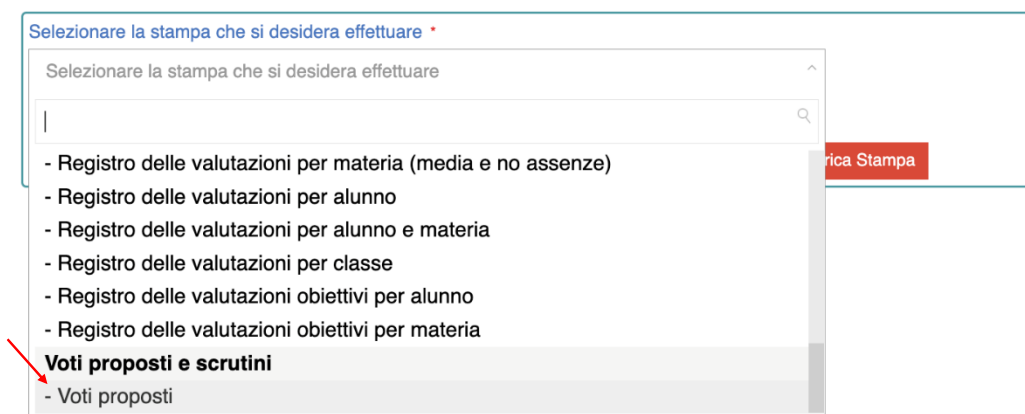 Selezionare la stampa che si desidera effettuare *
Selezionare la stampa che si desidera effettuare
rica Stampa
- Registro delle valutazioni per materia (media e no assenze)
- Registro delle valutazioni per alunno
- Registro delle valutazioni per alunno e materia
- Registro delle valutazioni per classe
- Registro delle valutazioni obiettivi per alunno
- Registro delle valutazioni obiettivi per materia
Voti proposti e scrutini
- Voti proposti